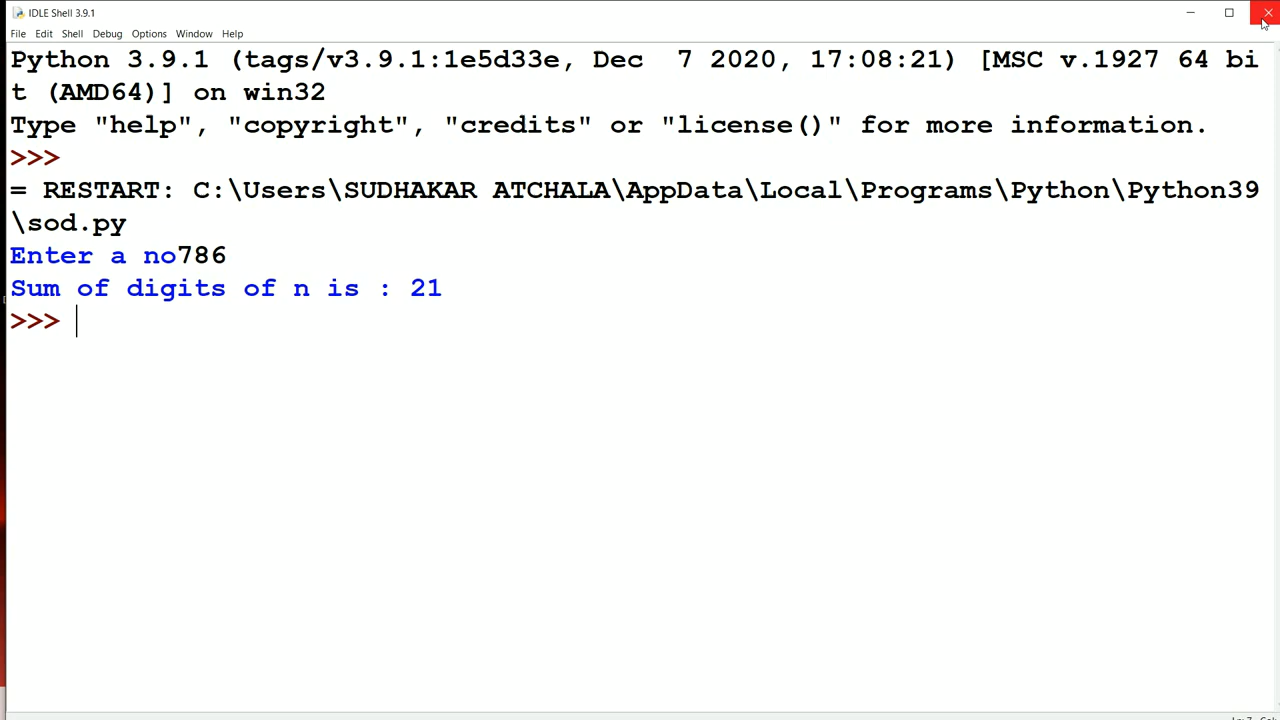 IDLE Shell 3.9.1
File Edit Shell Debug Options Window Help
Python 3.9.1 (tags/v3.9.1:1e5d33e, Dec  7 2020, 17:08:21) [MSC v.1927 64 bi
t (AMD64)] on win32
Type "help", "copyright", "credits" or "license()" for more information.
>>>
= RESTART: C:\Users\SUDHAKAR ATCHALA\AppData\Local\Programs\Python\Python39
\sod.py
Enter a no786
Sum of digits of n is : 21
>>>